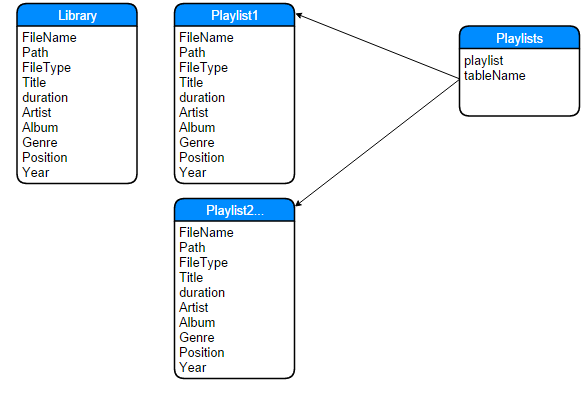 Library
FileName
Path
FileType
Title
duration
Artist
Album
Genre
Position
Year
Playlist1
FileName
Path
FileType
Title
duration
Artist
Album
Genre
Position
Year
Playlists
playlist
tableName
Playlist2...
FileName
Path
FileType
Title
duration
Artist
Album
Genre
Position
Year